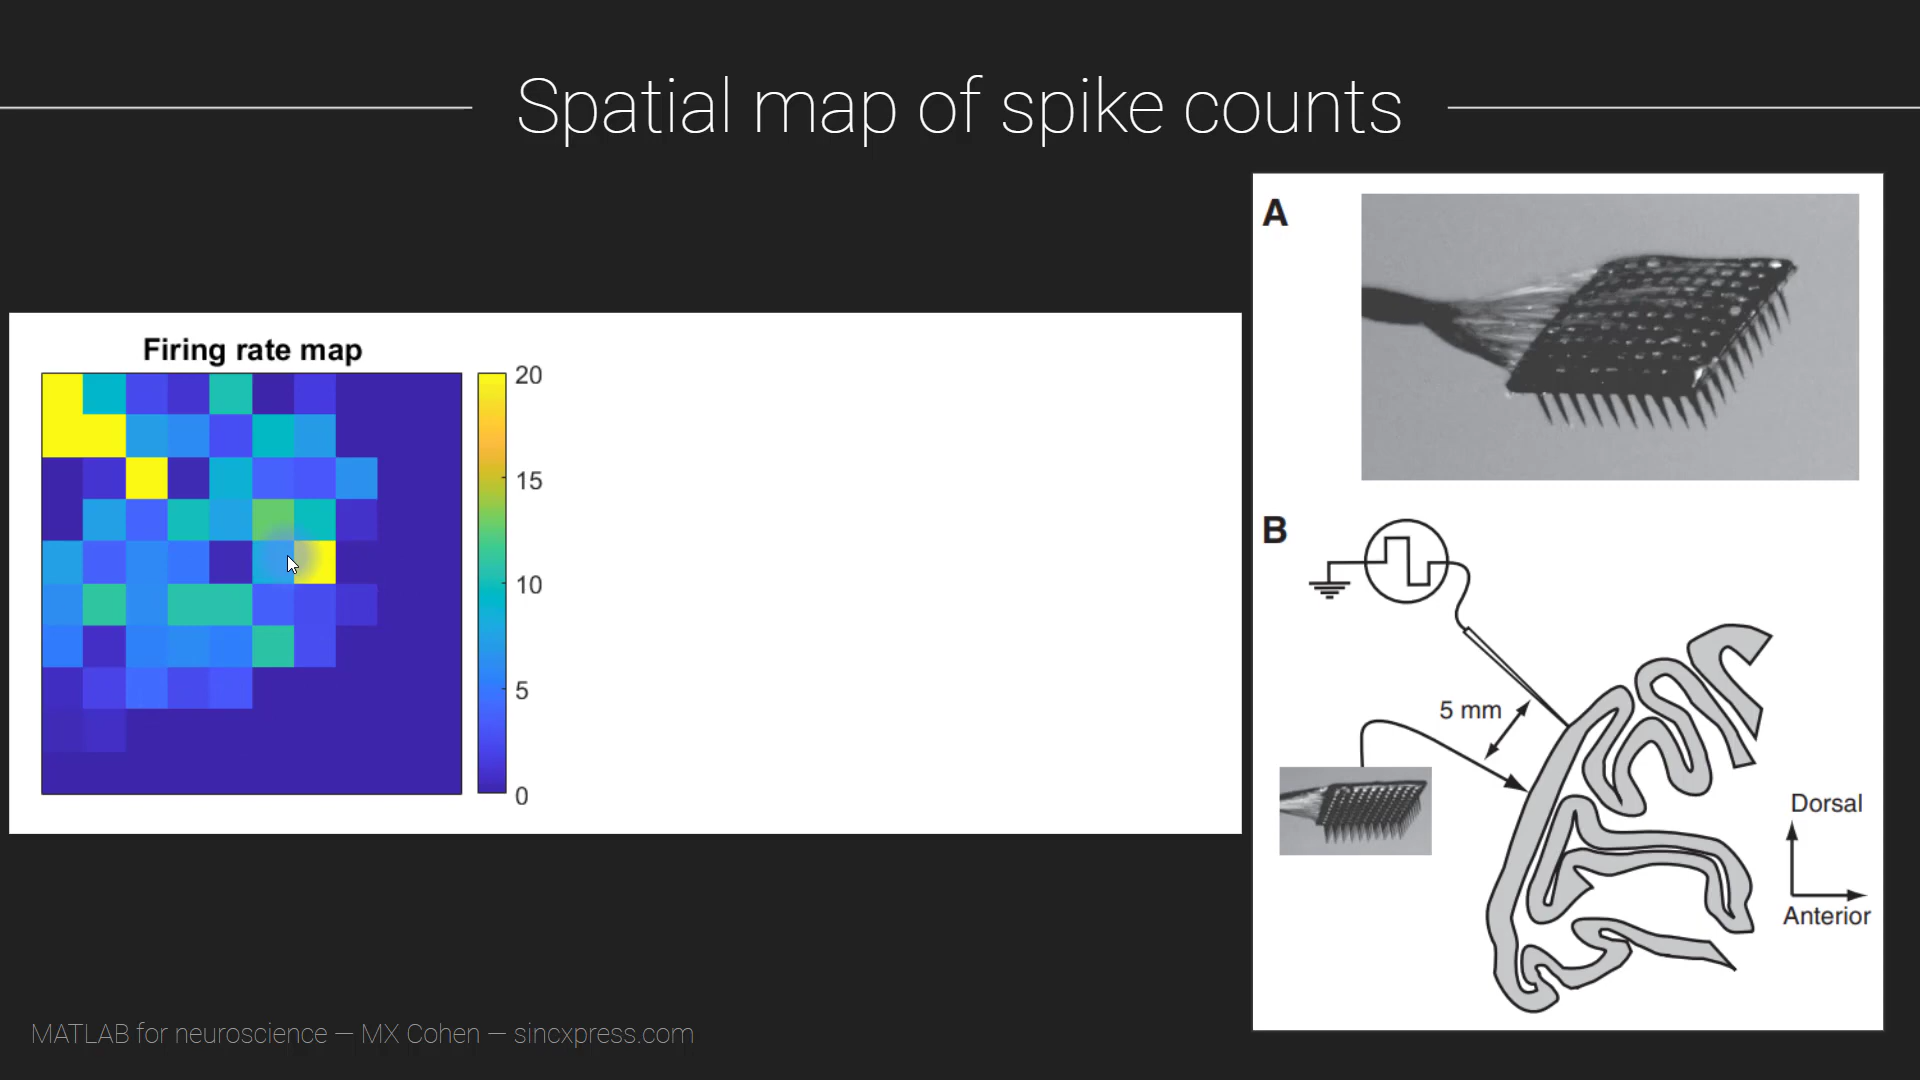 Spatial map of spike counts
Firing rate map
20
15
10
5
0
A
B
5 mm
Dorsal
Anterior
MATLAB for neuroscience — MX Cohen — sincxpress.com